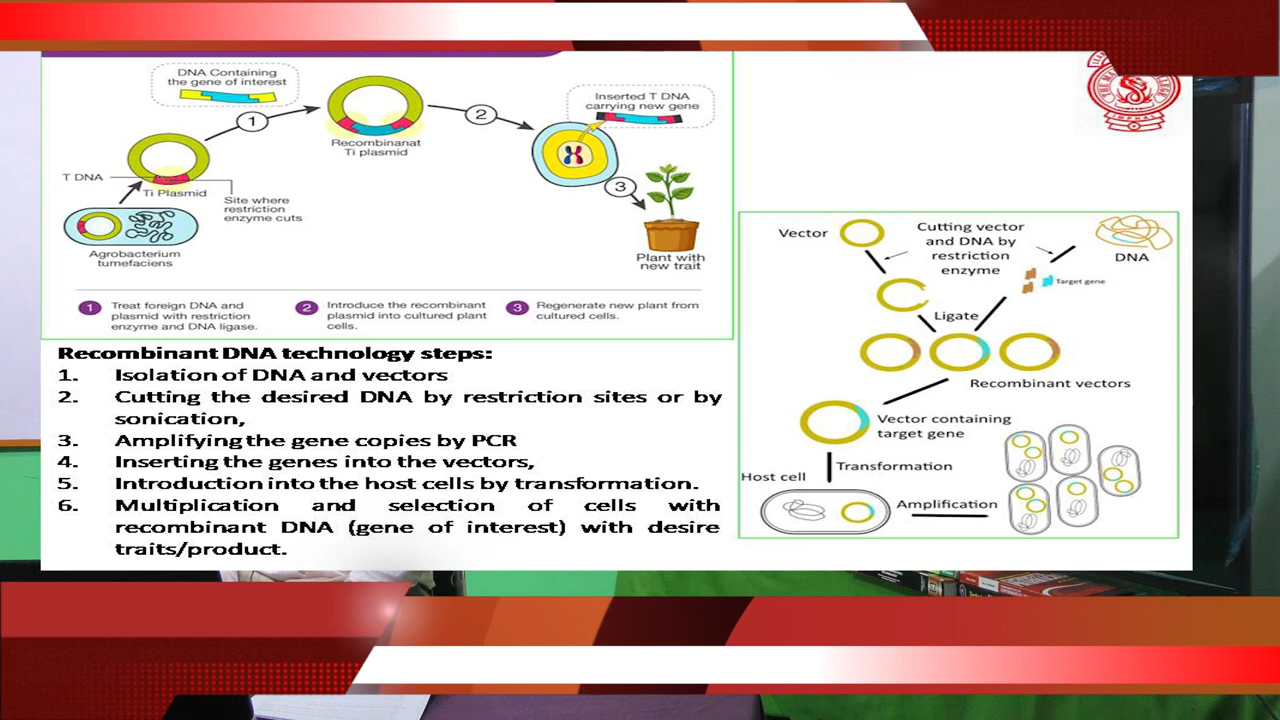 DNA Containing
the gene of interest
1
T DNA
Ti Plasmid
Site where
restriction
enzyme cuts
Agrobacterium
tumefaciens
Recombinanat
Ti plasmid
2
Inserted T DNA
carrying new gene
3
Plant with
new trait
1 Treat foreign DNA and
plasmid with restriction
enzyme and DNA ligase.
2 Introduce the recombinant
plasmid into cultured plant
cells.
3 Regenerate new plant from
cultured cells.
Recombinant DNA technology steps:
1. Isolation of DNA and vectors
2. Cutting the desired DNA by restriction sites or by
sonication,
3. Amplifying the gene copies by PCR
4. Inserting the genes into the vectors,
5. Introduction into the host cells by transformation.
6. Multiplication and selection of cells with
recombinant DNA (gene of interest) with desire
traits/product.
Vector
Cutting vector
and DNA by
restriction
enzyme
DNA
Target gene
Ligate
Recombinant vectors
Vector containing
target gene
Transformation
Host cell
Amplification
IMPHAL